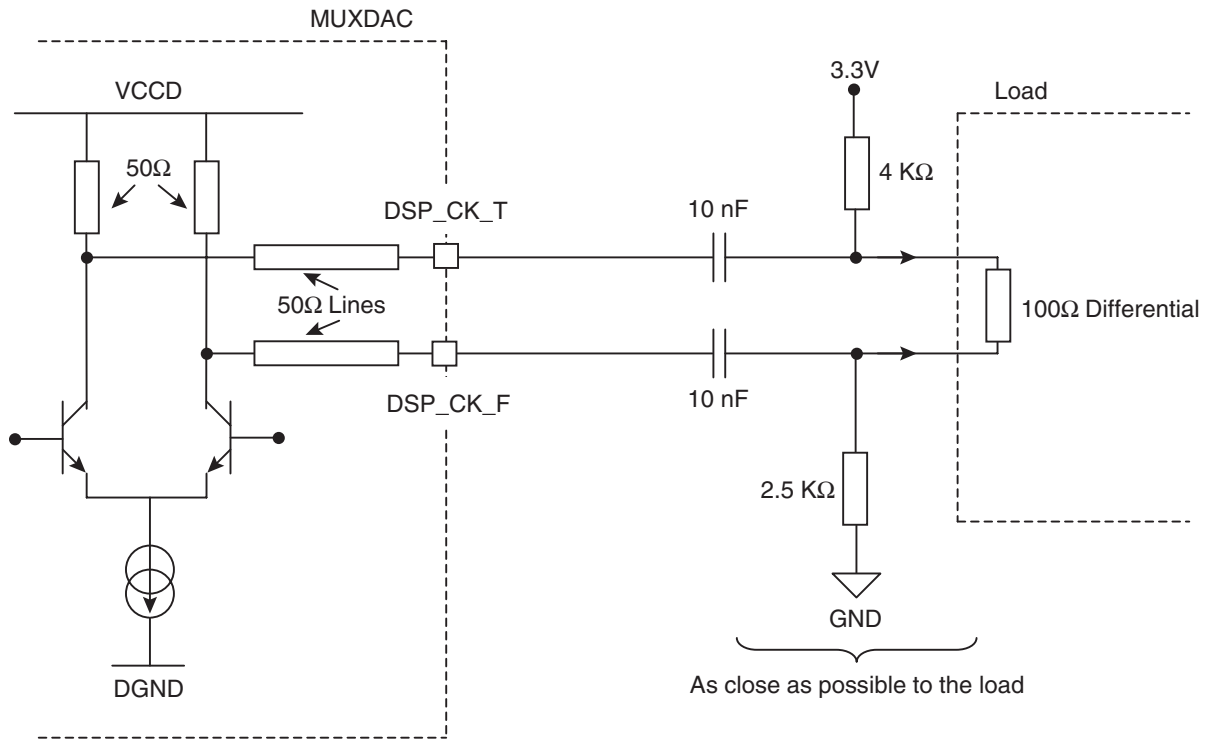 MUXDAC
VCCD
3.3V
Load
50Ω
4 KΩ
DSP_CK_T
10 nF
50Ω Lines
100Ω Differential
DSP_CK_F
10 nF
2.5 KΩ
GND
DGND
As close as possible to the load